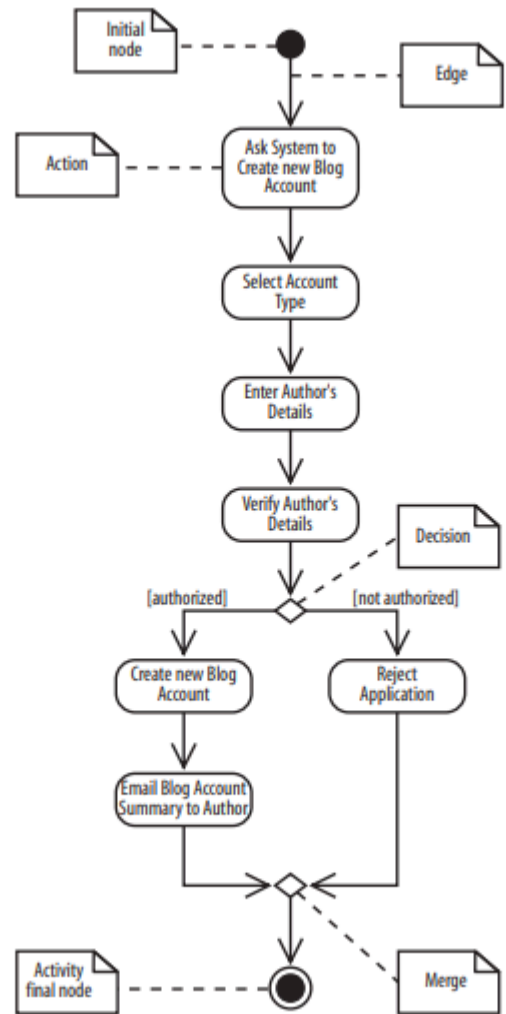 Initial
node
Edge
Ask System to
Create new Blog
Account
Action
Select Account
Type
Enter Author's
Details
Verify Author's
Details
Decision
[authorized]
[not authorized]
Create new Blog
Account
Reject
Application
Email Blog Account
Summary to Author
Activity
final node
Merge